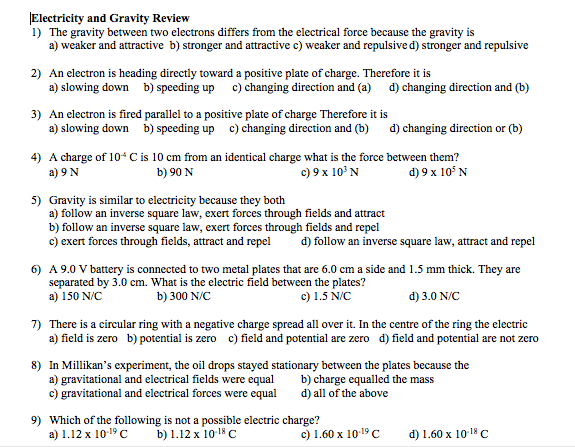 Electricity and Gravity Review
1) The gravity between two electrons differs from the electrical force because the gravity is
a) weaker and attractive b) stronger and attractive c) weaker and repulsive d) stronger and repulsive
2) An electron is heading directly toward a positive plate of charge. Therefore it is
a) slowing down b) speeding up c) changing direction and (a) d) changing direction and (b)
3) An electron is fired parallel to a positive plate of charge Therefore it is
a) slowing down b) speeding up c) changing direction and (b) d) changing direction or (b)
4) A charge of 10⁻⁴ C is 10 cm from an identical charge what is the force between them?
a) 9 N b) 90 N c) 9 x 10³ N d) 9 x 10⁵ N
5) Gravity is similar to electricity because they both
a) follow an inverse square law, exert forces through fields and attract
b) follow an inverse square law, exert forces through fields and repel
c) exert forces through fields, attract and repel d) follow an inverse square law, attract and repel
6) A 9.0 V battery is connected to two metal plates that are 6.0 cm a side and 1.5 mm thick. They are
separated by 3.0 cm. What is the electric field between the plates?
a) 150 N/C b) 300 N/C c) 1.5 N/C d) 3.0 N/C
7) There is a circular ring with a negative charge spread all over it. In the centre of the ring the electric
a) field is zero b) potential is zero c) field and potential are zero d) field and potential are not zero
8) In Millikan's experiment, the oil drops stayed stationary between the plates because the
a) gravitational and electrical fields were equal b) charge equalled the mass
c) gravitational and electrical forces were equal d) all of the above
9) Which of the following is not a possible electric charge?
a) 1.12 x 10⁻¹⁹ C b) 1.12 x 10⁻¹⁸ C c) 1.60 x 10⁻¹⁹ C d) 1.60 x 10⁻¹⁸ C